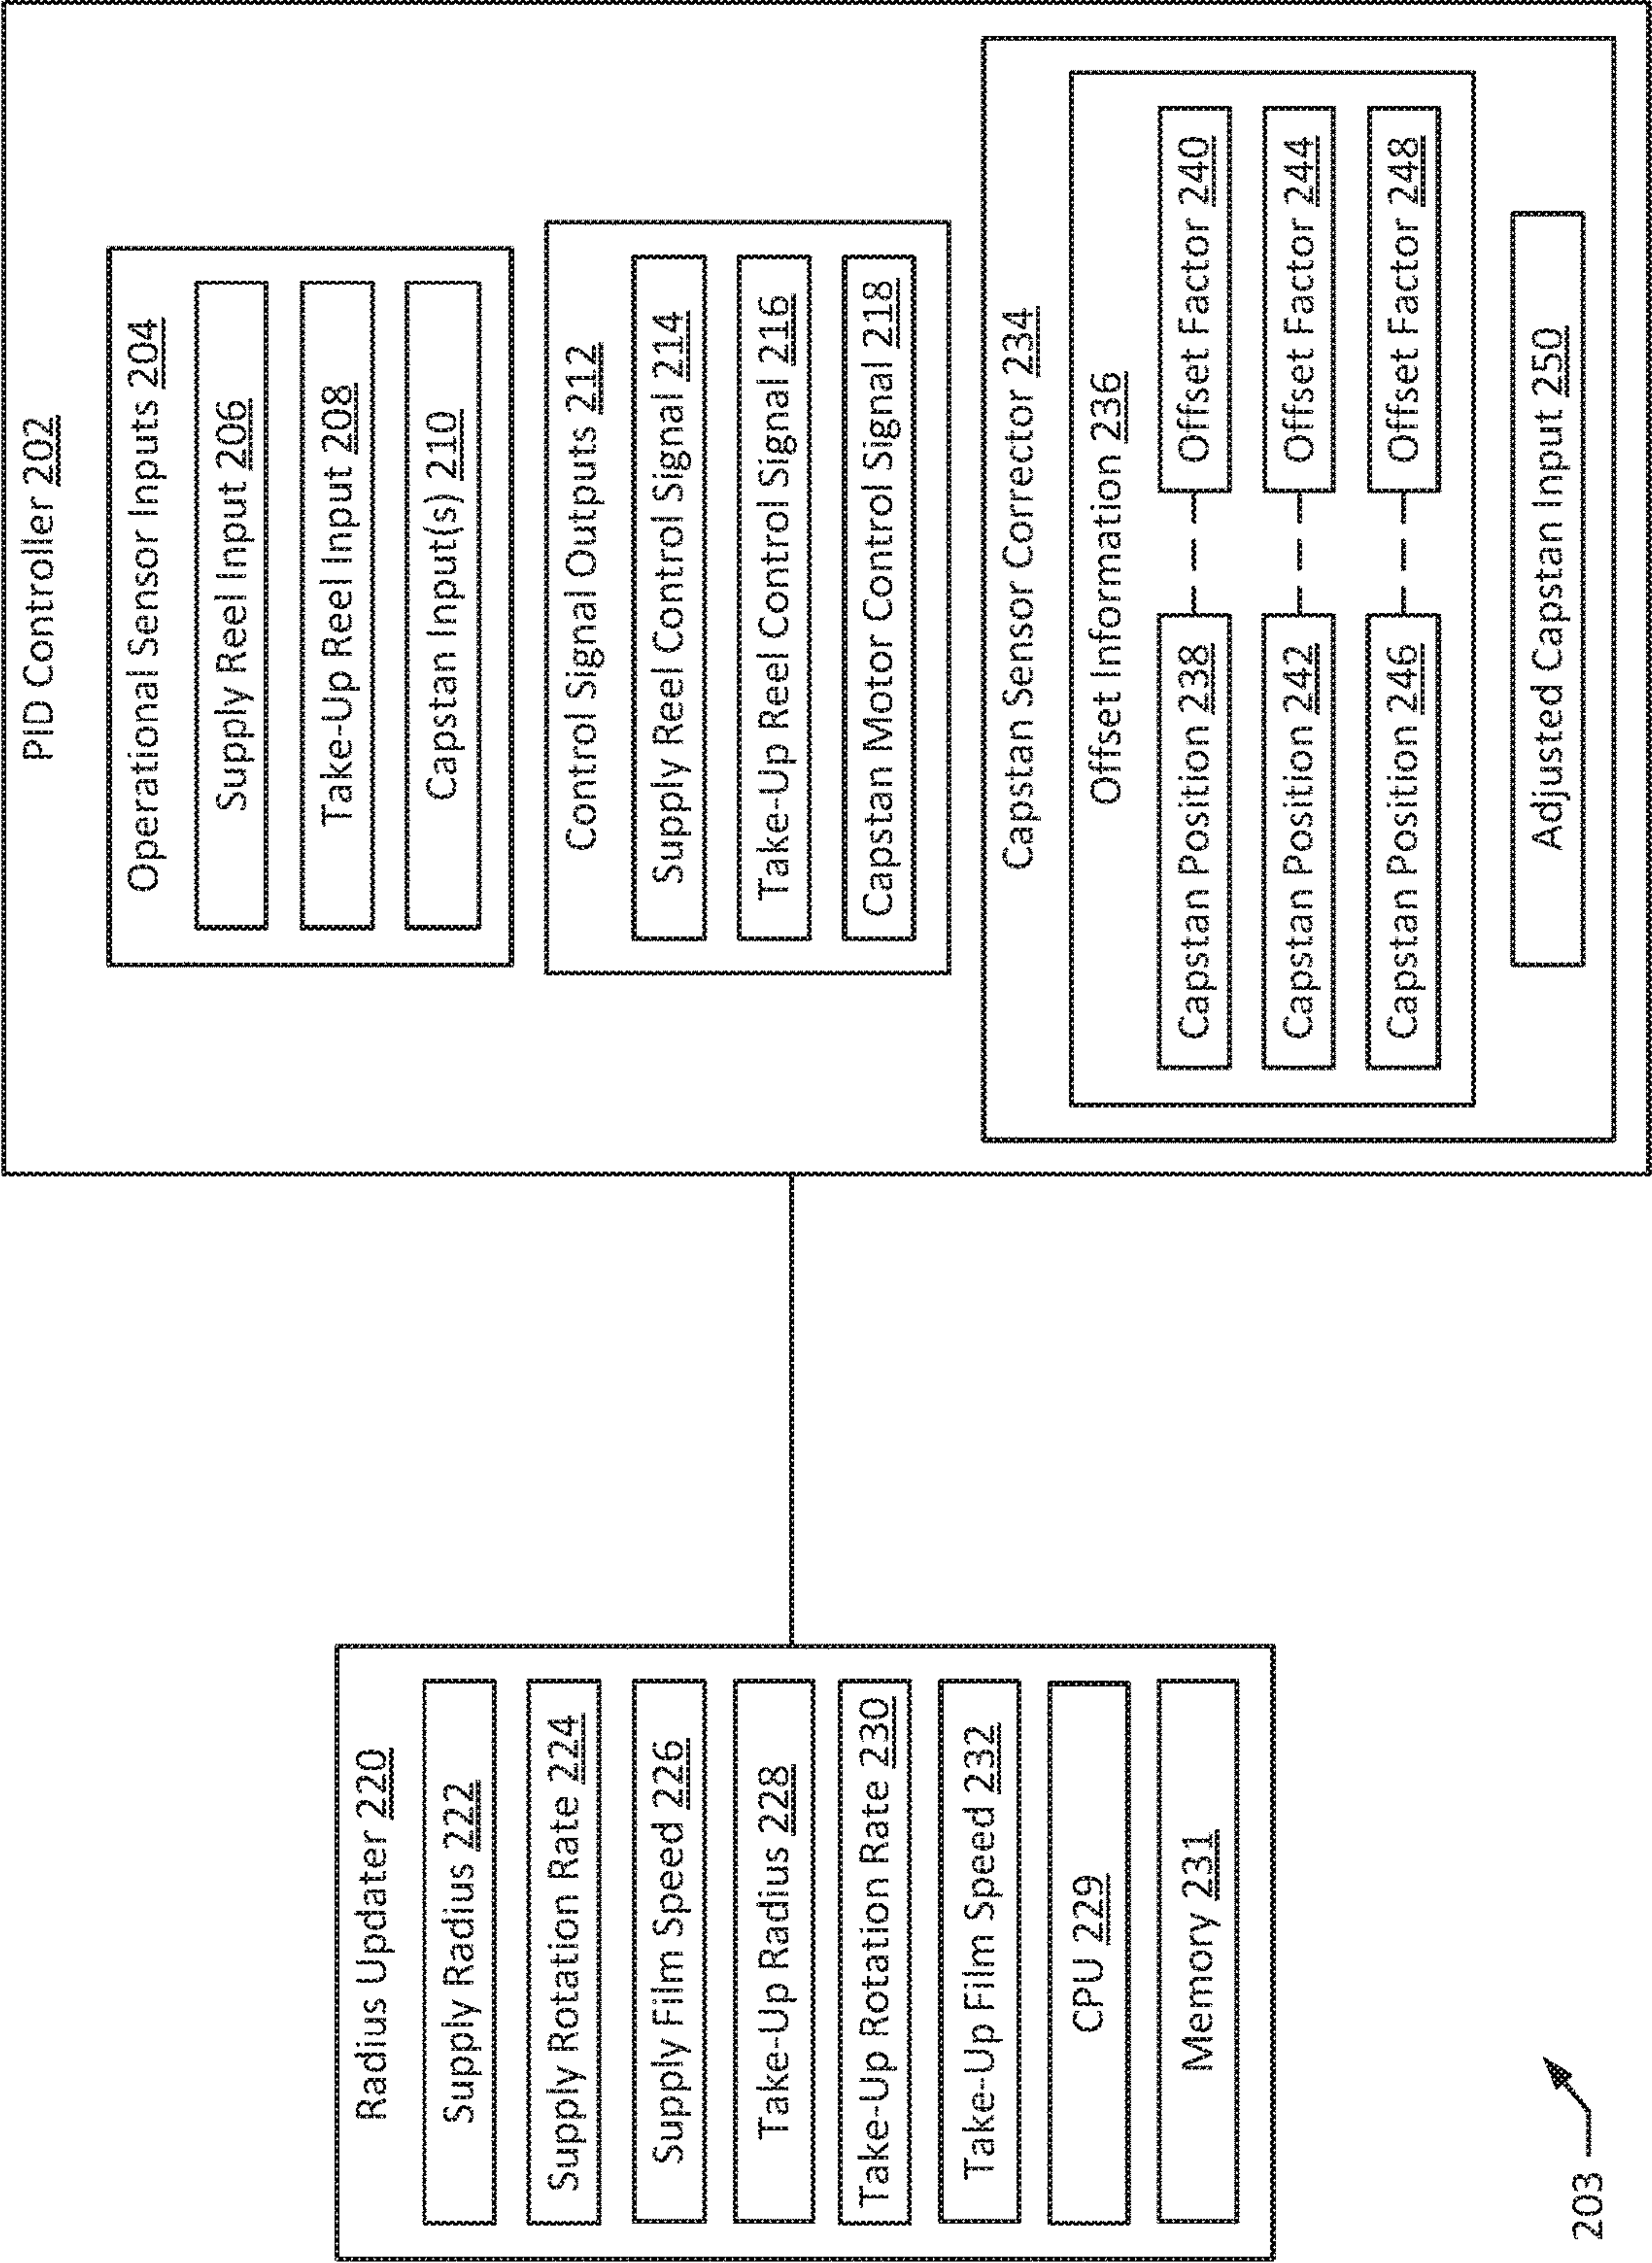 Radius Updater 220
Supply Radius 222
Supply Rotation Rate 224
Supply Film Speed 226
Take-Up Radius 228
Take-Up Rotation Rate 230
Take-Up Film Speed 232
CPU 229
Memory 231
203
PID Controller 202
Operational Sensor Inputs 204
Supply Reel Input 206
Take-Up Reel Input 208
Capstan Input(s) 210
Control Signal Outputs 212
Supply Reel Control Signal 214
Take-Up Reel Control Signal 216
Capstan Motor Control Signal 218
Capstan Sensor Corrector 234
Offset Information 236
Capstan Position 238 Offset Factor 240
Capstan Position 242 Offset Factor 244
Capstan Position 246 Offset Factor 248
Adjusted Capstan Input 250